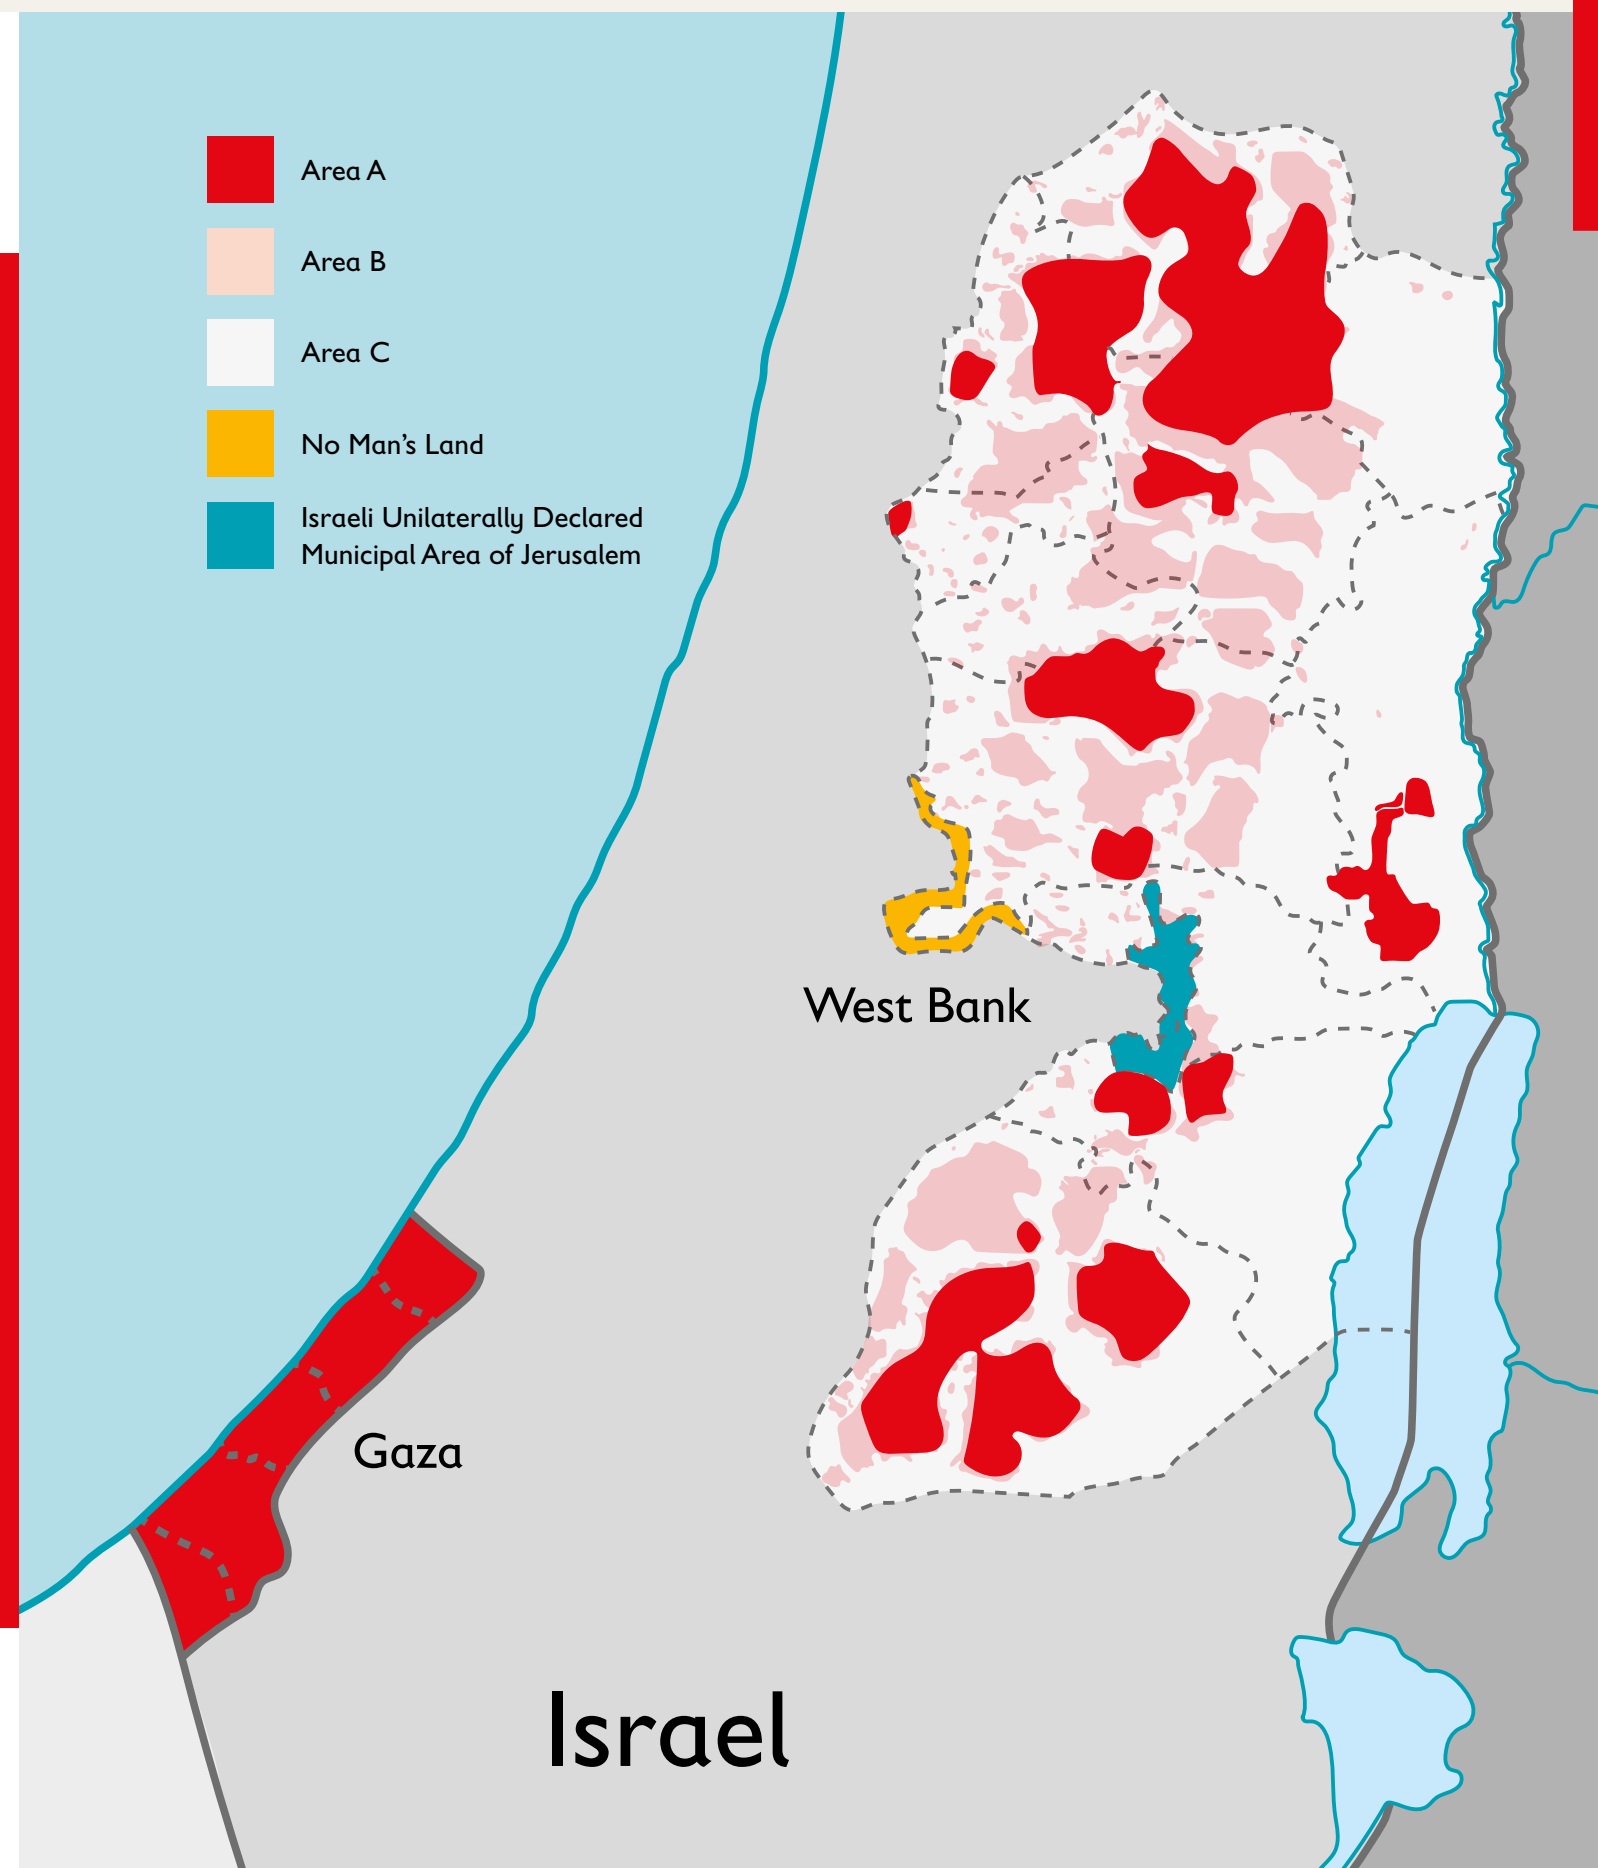 Area A
Area B
Area C
No Man’s Land
Israeli Unilaterally Declared
Municipal Area of Jerusalem
West Bank
Gaza
Israel